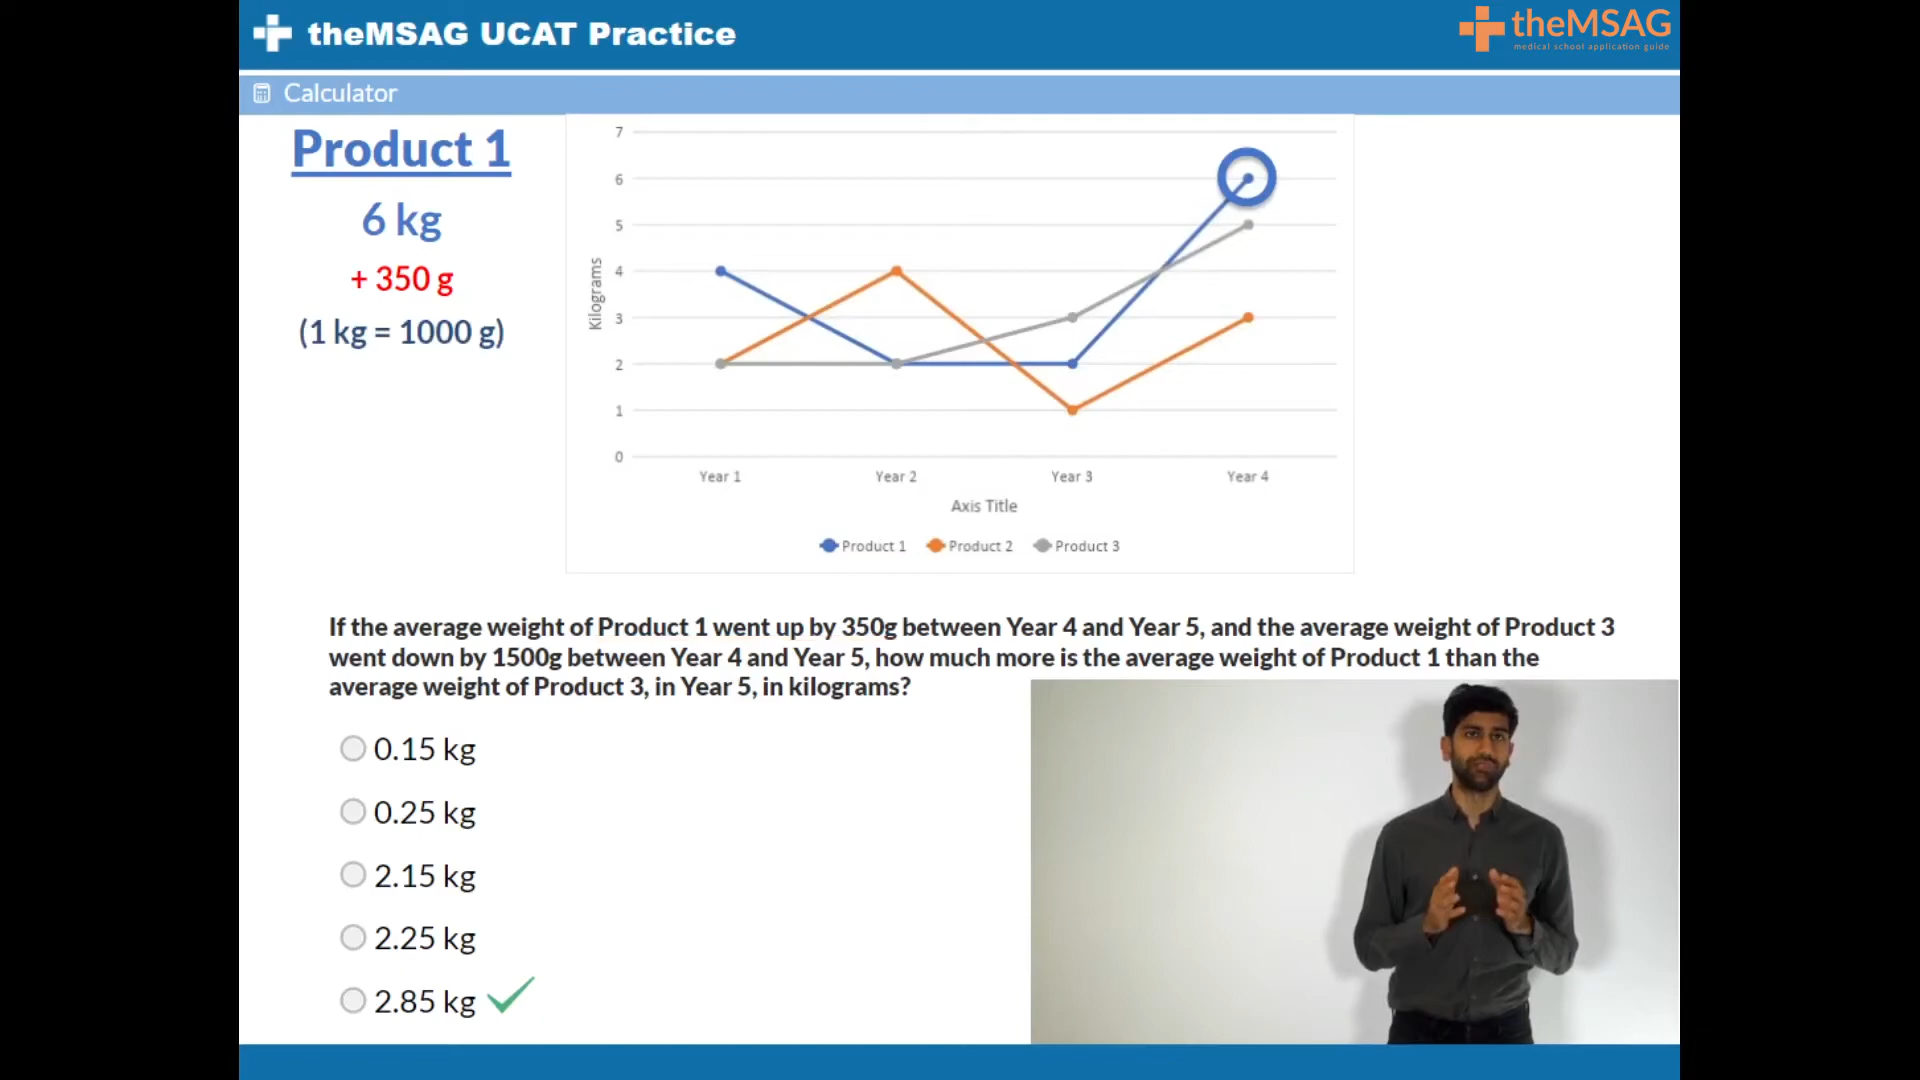 theMSAG UCAT Practice
theMSAG
medical school application guide
Calculator
Product 1
6 kg
+ 350 g
(1 kg = 1000 g)
7
6
5
4
3
2
1
0
Kilograms
Year 1 Year 2 Year 3 Year 4
Axis Title
Product 1 Product 2 Product 3
If the average weight of Product 1 went up by 350g between Year 4 and Year 5, and the average weight of Product 3
went down by 1500g between Year 4 and Year 5, how much more is the average weight of Product 1 than the
average weight of Product 3, in Year 5, in kilograms?
0.15 kg
0.25 kg
2.15 kg
2.25 kg
2.85 kg